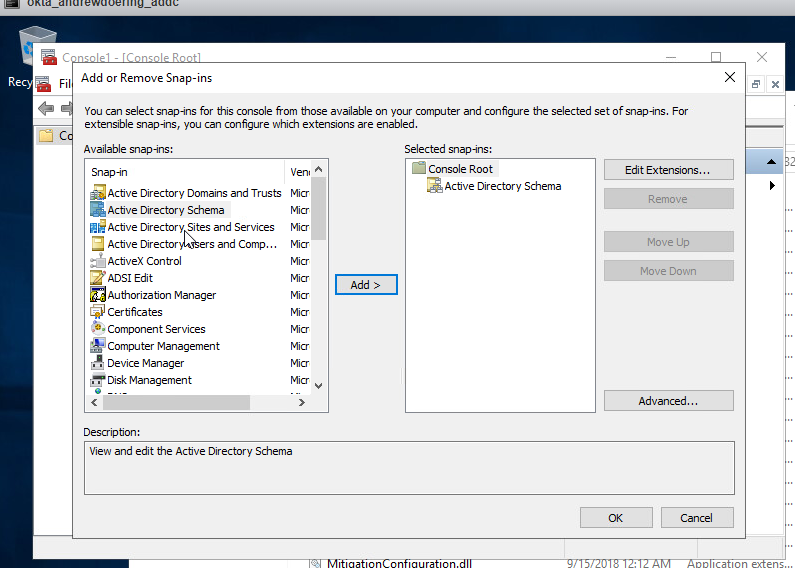 okta_andrewdoering_addc
Console1 - [Console Root]
Recy
Fil
Co
Add or Remove Snap-ins
You can select snap-ins for this console from those available on your computer and configure the selected set of snap-ins. For
extensible snap-ins, you can configure which extensions are enabled.
Available snap-ins:
Snap-in Ven
Active Directory Domains and Trusts Micr
Active Directory Schema Micr
Active Directory Sites and Services Micr
Active Directory Users and Comp... Micr
ActiveX Control Micr
ADSI Edit Micr
Authorization Manager Micr
Certificates Micr
Component Services Micr
Computer Management Micr
Device Manager Micr
Disk Management Micr
Add >
Selected snap-ins:
Console Root
Active Directory Schema
Edit Extensions...
Remove
Move Up
Move Down
Advanced...
Description:
View and edit the Active Directory Schema
OK
Cancel
MitigationConfiguration.dll 9/15/2018 12:12 AM Application extens...